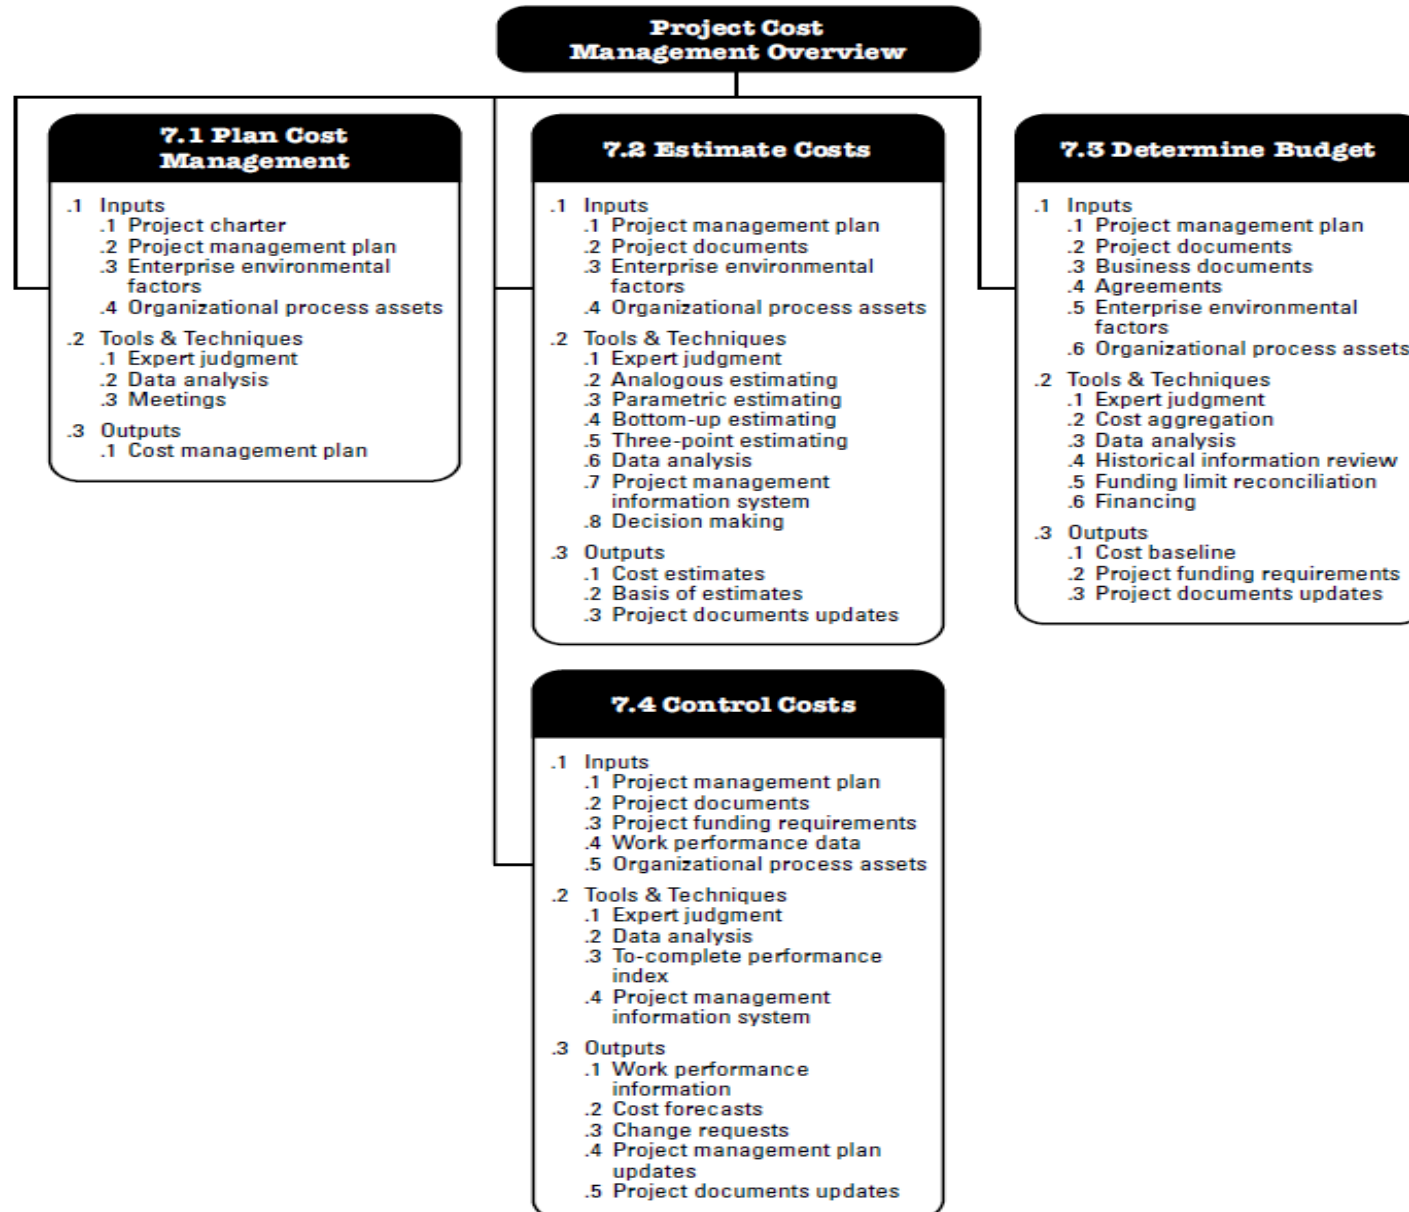 Project Cost
Management Overview
7.1 Plan Cost
Management
.1 Inputs
.1 Project charter
.2 Project management plan
.3 Enterprise environmental
factors
.4 Organizational process assets
.2 Tools & Techniques
.1 Expert judgment
.2 Data analysis
.3 Meetings
.3 Outputs
.1 Cost management plan
7.2 Estimate Costs
.1 Inputs
.1 Project management plan
.2 Project documents
.3 Enterprise environmental
factors
.4 Organizational process assets
.2 Tools & Techniques
.1 Expert judgment
.2 Analogous estimating
.3 Parametric estimating
.4 Bottom-up estimating
.5 Three-point estimating
.6 Data analysis
.7 Project management
information system
.8 Decision making
.3 Outputs
.1 Cost estimates
.2 Basis of estimates
.3 Project documents updates
7.3 Determine Budget
.1 Inputs
.1 Project management plan
.2 Project documents
.3 Business documents
.4 Agreements
.5 Enterprise environmental
factors
.6 Organizational process assets
.2 Tools & Techniques
.1 Expert judgment
.2 Cost aggregation
.3 Data analysis
.4 Historical information review
.5 Funding limit reconciliation
.6 Financing
.3 Outputs
.1 Cost baseline
.2 Project funding requirements
.3 Project documents updates
7.4 Control Costs
.1 Inputs
.1 Project management plan
.2 Project documents
.3 Project funding requirements
.4 Work performance data
.5 Organizational process assets
.2 Tools & Techniques
.1 Expert judgment
.2 Data analysis
.3 To-complete performance
index
.4 Project management
information system
.3 Outputs
.1 Work performance
information
.2 Cost forecasts
.3 Change requests
.4 Project management plan
updates
.5 Project documents updates